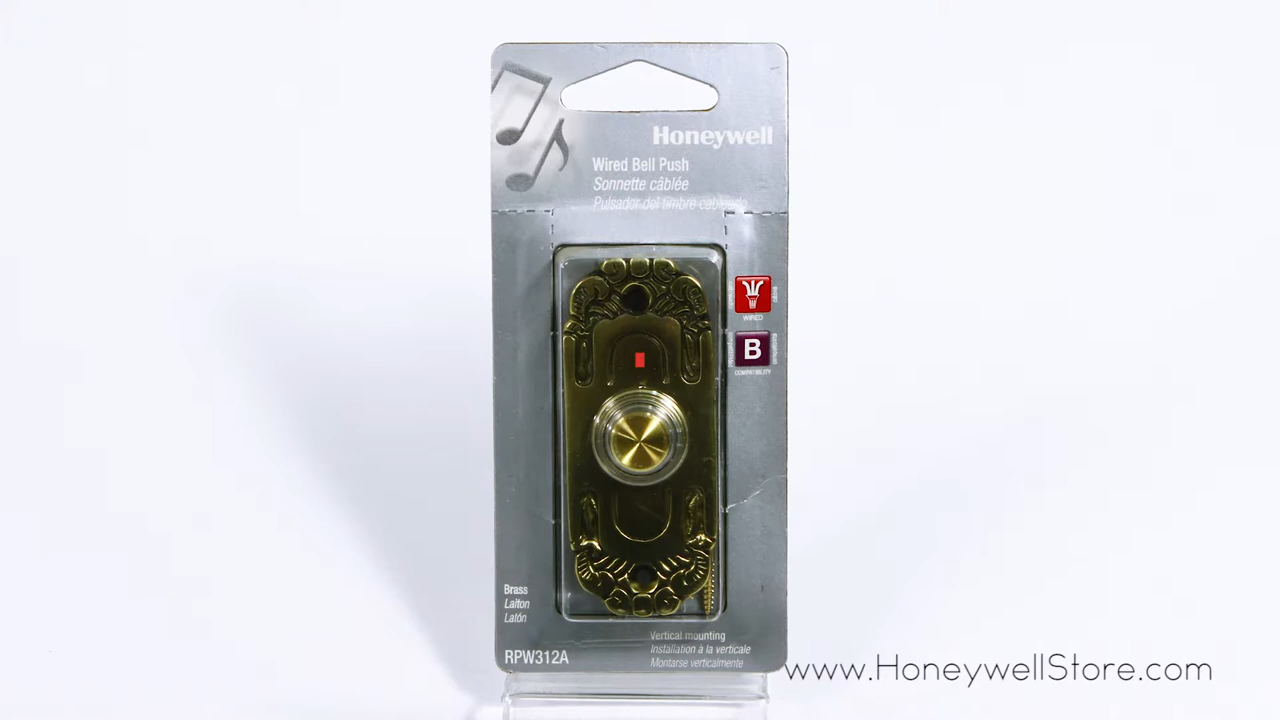 Honeywell
Wired Bell Push
Sonnette câblée
Pulsador del timbre cableado
WIRED
B
COMPATIBILITY
Brass
Laiton
Latón
Vertical mounting
Installation à la verticale
Montarse verticalmente
RPW312A
www.HoneywellStore.com